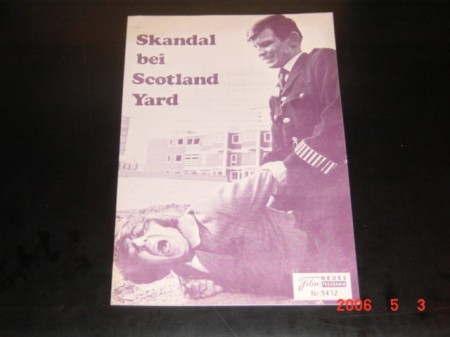 Skandal
bei
Scotland
Yard
Film
NEUES
PROGRAMM
Nr 5412
2006 5 3